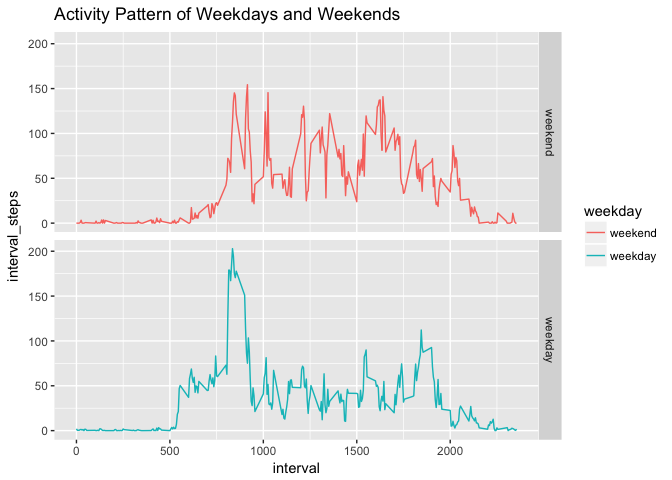 Activity Pattern of Weekdays and Weekends
interval_steps
200
150
100
50
0
weekend
200
150
100
50
0
weekday
0
500
1000
1500
2000
interval
weekday
weekend
weekday